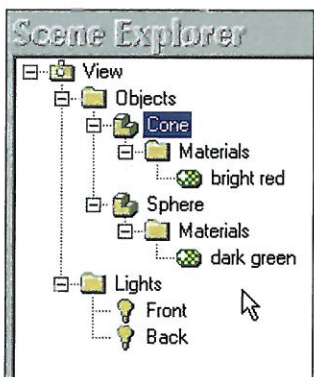 Scene Explorer
View
Objects
Cone
Materials
bright red
Sphere
Materials
dark green
Lights
Front
Back